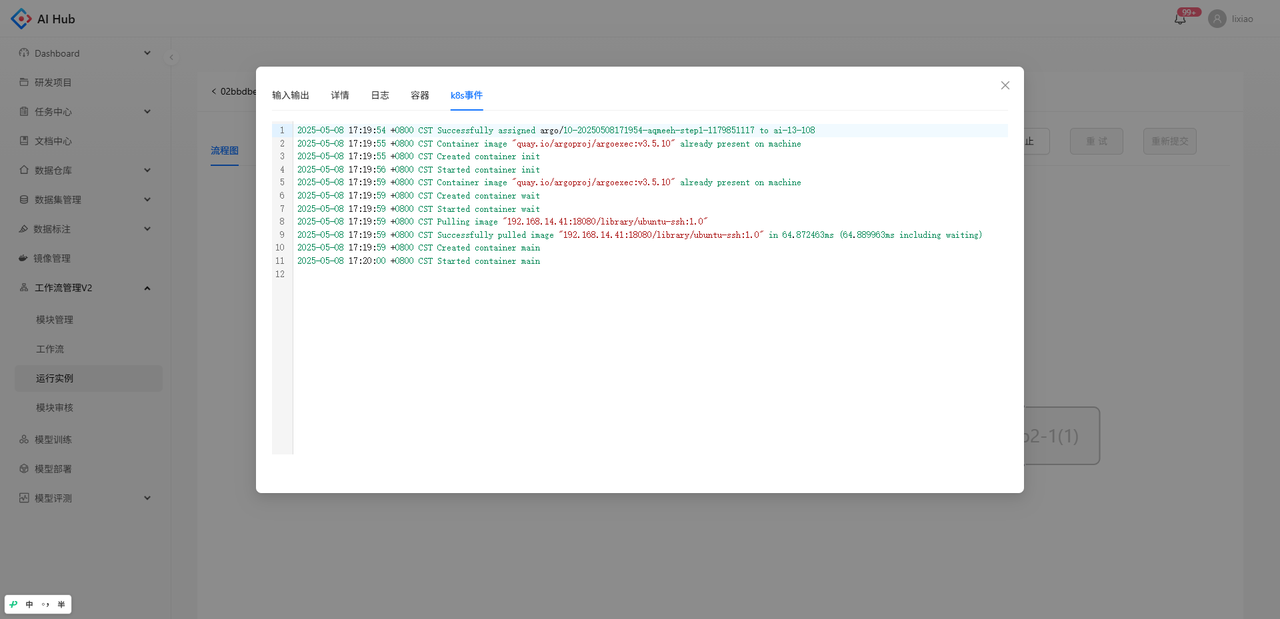 AI Hub
99+
lixiao
Dashboard
研发项目
任务中心
文档中心
数据仓库
数据集管理
数据标注
镜像管理
工作流管理V2
模块管理
工作流
运行实例
模块审核
模型训练
模型部署
模型评测
02bbdbe
流程图
止
重 试
重新提交
b2-1(1)
输入输出 详情 日志 容器 k8s事件
1 2025-05-08 17:19:54 +0800 CST Successfully assigned argo/10-20250508171954-aqmeeh-step1-1179851117 to ai-13-108
2 2025-05-08 17:19:55 +0800 CST Container image "quay.io/argoproj/argoexec:v3.5.10" already present on machine
3 2025-05-08 17:19:55 +0800 CST Created container init
4 2025-05-08 17:19:56 +0800 CST Started container init
5 2025-05-08 17:19:59 +0800 CST Container image "quay.io/argoproj/argoexec:v3.5.10" already present on machine
6 2025-05-08 17:19:59 +0800 CST Created container wait
7 2025-05-08 17:19:59 +0800 CST Started container wait
8 2025-05-08 17:19:59 +0800 CST Pulling image "192.168.14.41:18080/library/ubuntu-ssh:1.0"
9 2025-05-08 17:19:59 +0800 CST Successfully pulled image "192.168.14.41:18080/library/ubuntu-ssh:1.0" in 64.872463ms (64.889963ms including waiting)
10 2025-05-08 17:19:59 +0800 CST Created container main
11 2025-05-08 17:20:00 +0800 CST Started container main
12
中 半